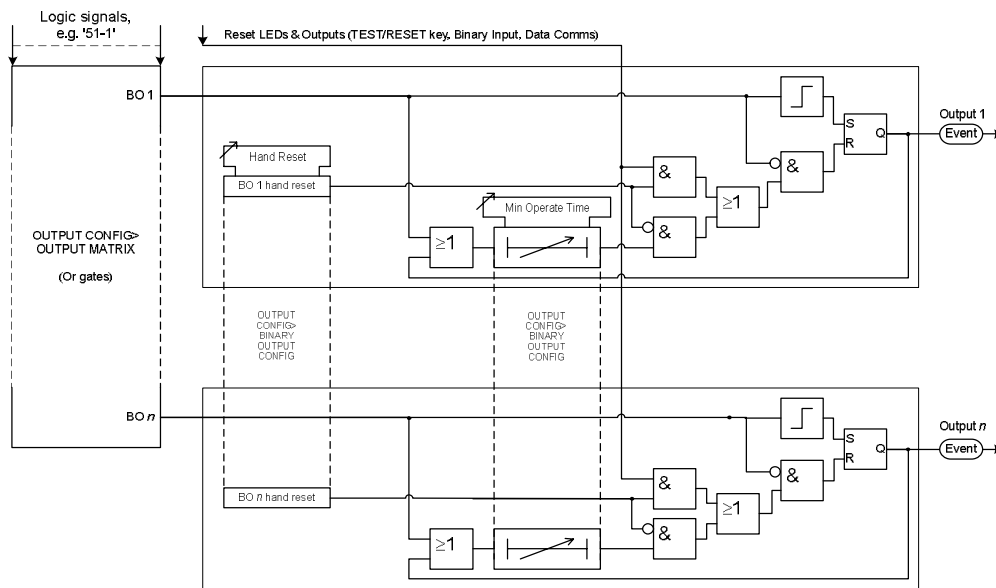 Logic signals,
e.g. '51-1'
Reset LEDs & Outputs (TEST/RESET key, Binary Input, Data Comms)
BO 1
Output 1
S
Q
R
Event
Hand Reset
&
&
BO 1 hand reset
≥1
Min Operate Time
OUTPUT CONFIG>
OUTPUT MATRIX
(Or gates)
≥1
&
OUTPUT
CONFIG>
BINARY
OUTPUT
CONFIG
OUTPUT
CONFIG>
BINARY
OUTPUT
CONFIG
BO n
Output n
S
Q
R
Event
&
&
BO n hand reset
≥1
≥1
&